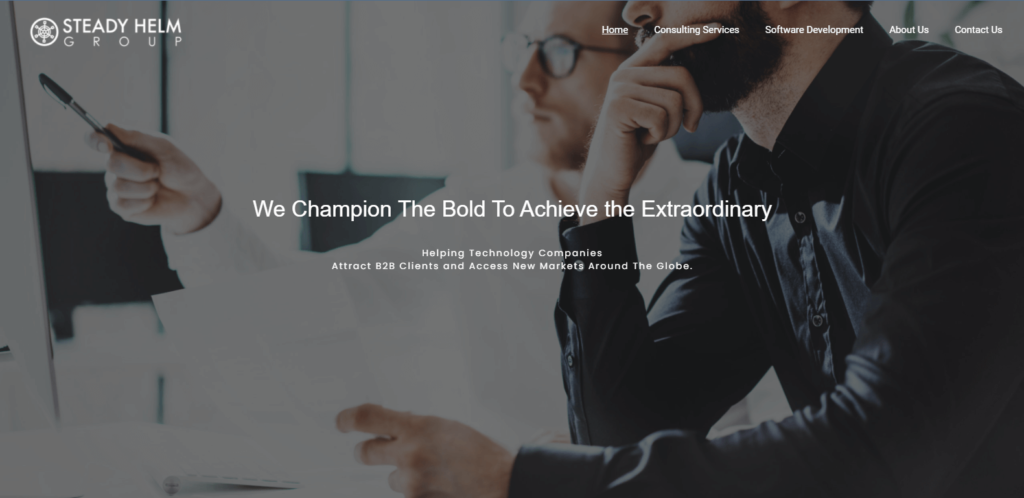 STEADY HELM
GROUP
Home
Consulting Services
Software Development
About Us
Contact Us
We Champion The Bold To Achieve the Extraordinary
Helping Technology Companies
Attract B2B Clients and Access New Markets Around The Globe.